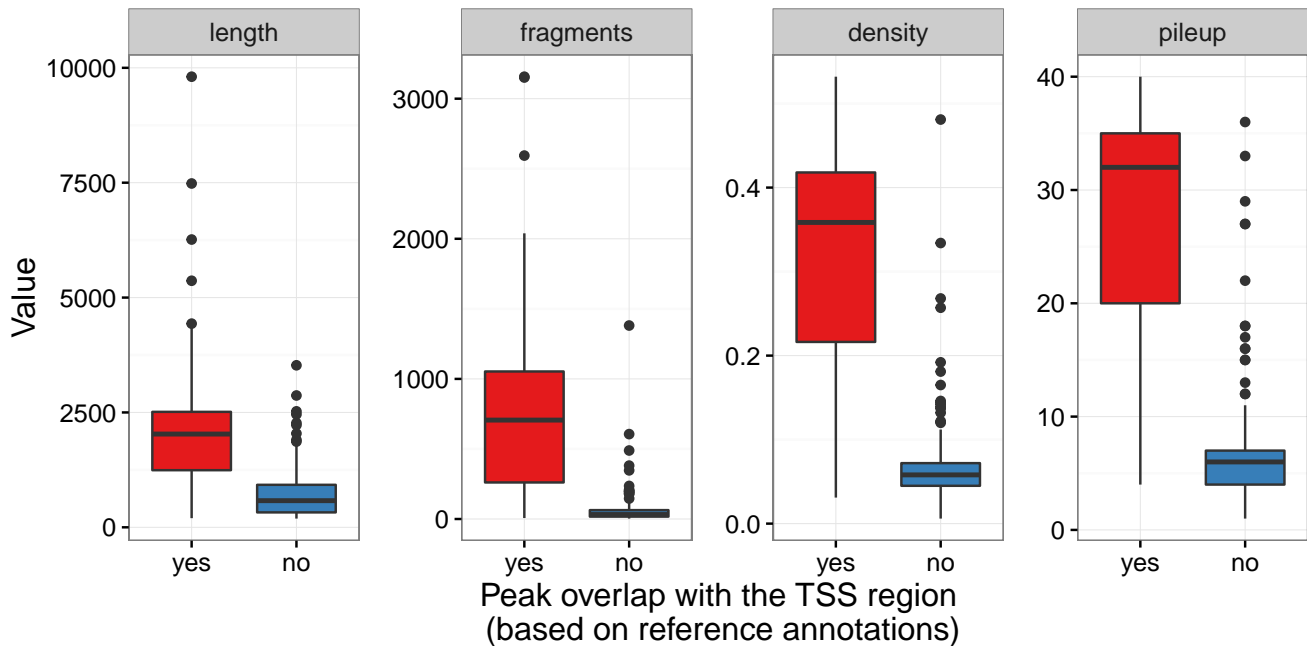 length
fragments
density
pileup
Value
10000
7500
5000
2500
0
yes
no
3000
2000
1000
0
yes
no
0.4
0.2
0.0
yes
no
40
30
20
10
0
yes
no
Peak overlap with the TSS region
(based on reference annotations)